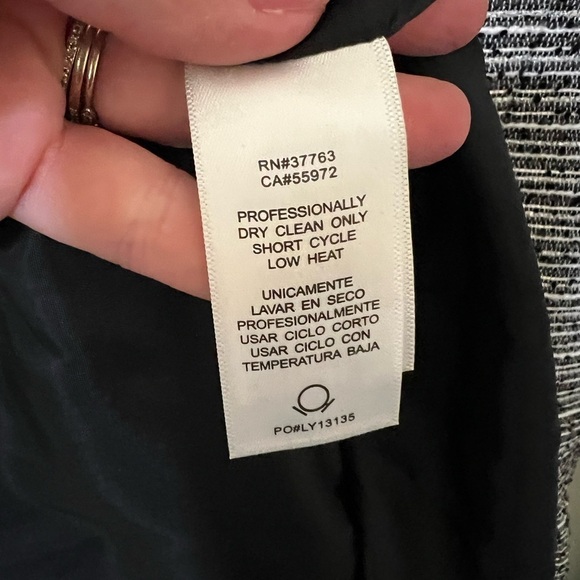 RN#37763
CA#55972
PROFESSIONALLY
DRY CLEAN ONLY
SHORT CYCLE
LOW HEAT
UNICAMENTE
LAVAR EN SECO
PROFESIONALMENTE
USAR CICLO CORTO
USAR CICLO CON
TEMPERATURA BAJA
PO#LY13135